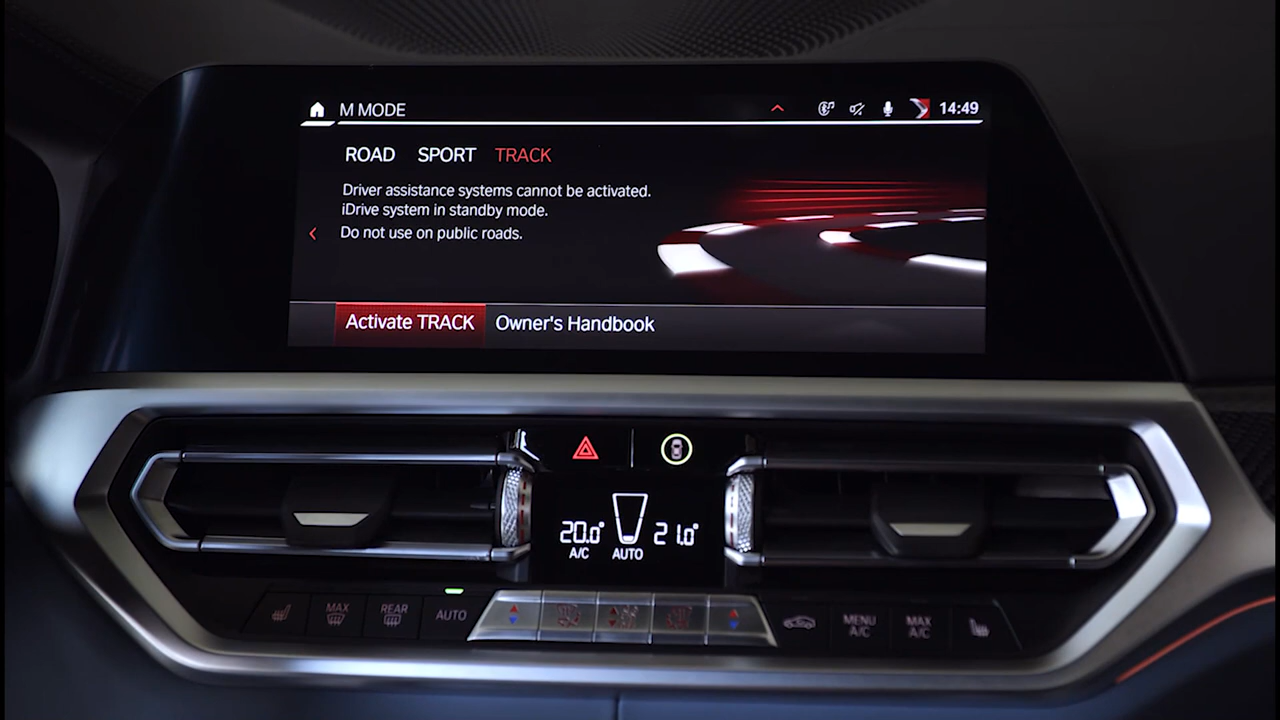 M MODE
14:49
ROAD SPORT TRACK
Driver assistance systems cannot be activated.
iDrive system in standby mode.
Do not use on public roads.
Activate TRACK Owner's Handbook
20.0° 21.0°
A/C AUTO
MAX REAR AUTO MENU A/C MAX A/C